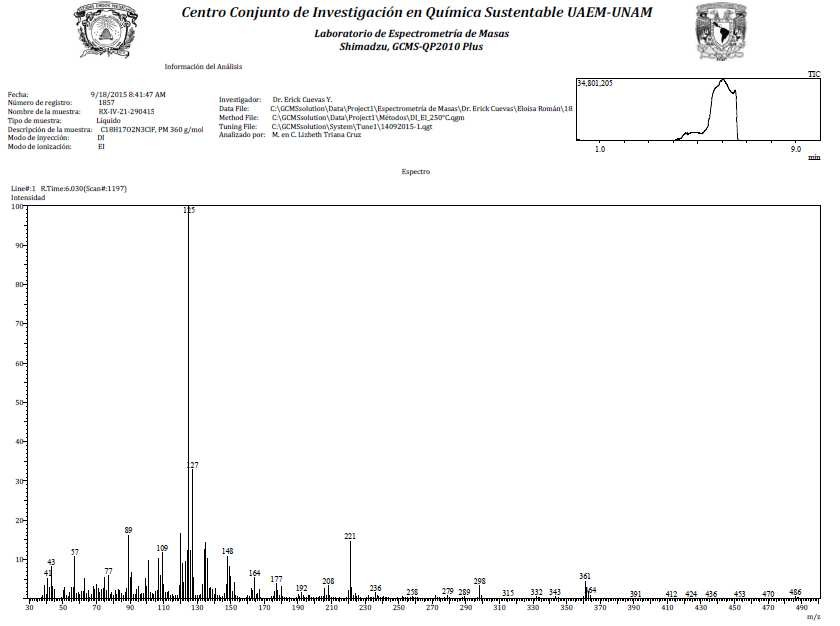 Centro Conjunto de Investigación en Química Sustentable UAEM-UNAM
Laboratorio de Espectrometría de Masas
Shimadzu, GCMS-QP2010 Plus
Información del Análisis
Fecha: 9/18/2015 8:41:47 AM
Número de registro: 1857
Nombre de la muestra: RX-IV-21-290415
Tipo de muestra: Líquido
Descripción de la muestra: C18H17O2N3ClF, PM 360 g/mol
Modo de inyección: DI
Modo de ionización: EI
Investigador: Dr. Erick Cuevas Y.
Data File: C:\GCMSsolution\Data\Project1\Espectrometría de Masas\Dr. Erick Cuevas\Eloisa Román\18
Method File: C:\GCMSsolution\Data\Project1\Métodos\DI_EI_250°C.qgm
Tuning File: C:\GCMSsolution\System\Tune1\14092015-1.qgt
Analizado por: M. en C. Lizbeth Triana Cruz
TIC
34,801,205
1.0 9.0
min
Espectro
Line#:1 R.Time:6.030(Scan#:1197)
Intensidad
100
90
80
70
60
50
40
30
20
10
125
127
89
109
57
43
41
77
148
164
177
192
208
221
236
258
279
289
298
315
332
343
361
364
391
412
424
436
453
470
486
30 50 70 90 110 130 150 170 190 210 230 250 270 290 310 330 350 370 390 410 430 450 470 490
m/s